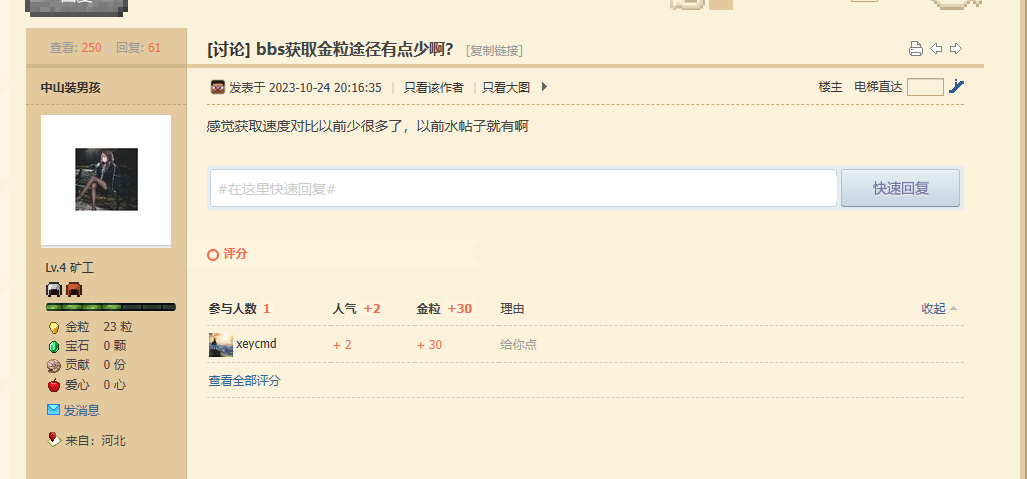 查看: 250 回复: 61
[讨论] bbs获取金粒途径有点少啊? [复制链接]
中山装男孩
发表于 2023-10-24 20:16:35 | 只看该作者 | 只看大图
楼主 电梯直达
感觉获取速度对比以前少很多了，以前水帖子就有啊
#在这里快速回复#
快速回复
Lv.4 矿工
金粒 23 粒
宝石 0 颗
贡献 0 份
爱心 0 心
发消息
来自：河北
评分
参与人数 1 人气 +2 金粒 +30 理由 收起
xeycmd + 2 + 30 给你点
查看全部评分